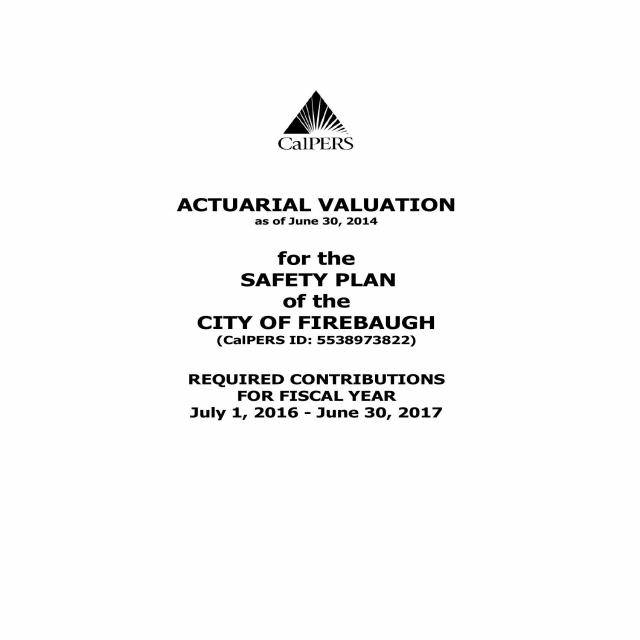 CalPERS
ACTUARIAL VALUATION
as of June 30, 2014
for the
SAFETY PLAN
of the
CITY OF FIREBAUGH
(CalPERS ID: 5538973822)
REQUIRED CONTRIBUTIONS
FOR FISCAL YEAR
July 1, 2016 - June 30, 2017